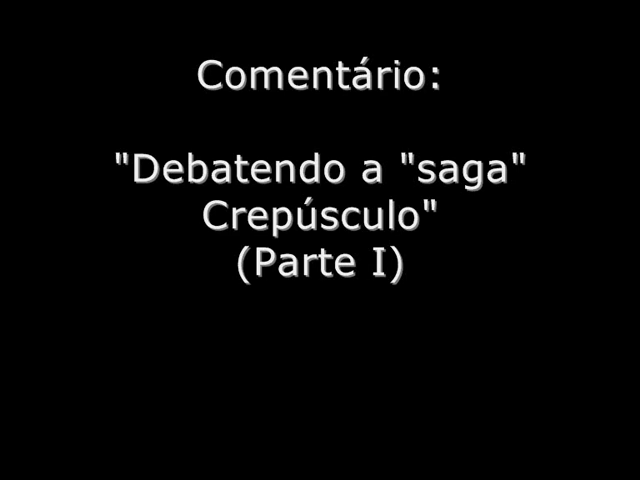 Comentário:
"Debatendo a "saga"
Crepúsculo"
(Parte I)